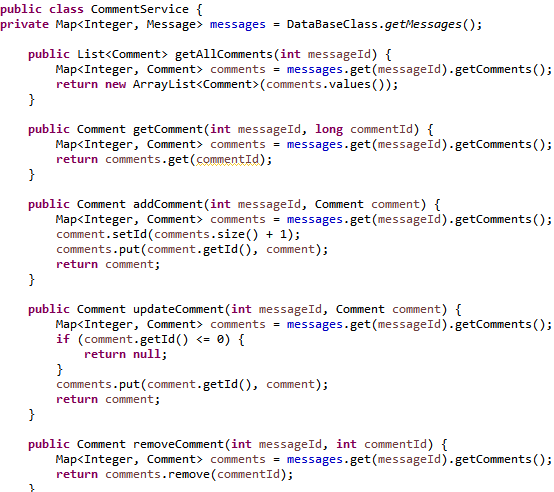 public class CommentService {
private Map<Integer, Message> messages = DataBaseClass.getMessages();
public List<Comment> getAllComments(int messageId) {
Map<Integer, Comment> comments = messages.get(messageId).getComments();
return new ArrayList<Comment>(comments.values());
}
public Comment getComment(int messageId, long commentId) {
Map<Integer, Comment> comments = messages.get(messageId).getComments();
return comments.get(commentId);
}
public Comment addComment(int messageId, Comment comment) {
Map<Integer, Comment> comments = messages.get(messageId).getComments();
comment.setId(comments.size() + 1);
comments.put(comment.getId(), comment);
return comment;
}
public Comment updateComment(int messageId, Comment comment) {
Map<Integer, Comment> comments = messages.get(messageId).getComments();
if (comment.getId() <= 0) {
return null;
}
comments.put(comment.getId(), comment);
return comment;
}
public Comment removeComment(int messageId, int commentId) {
Map<Integer, Comment> comments = messages.get(messageId).getComments();
return comments.remove(commentId);
}